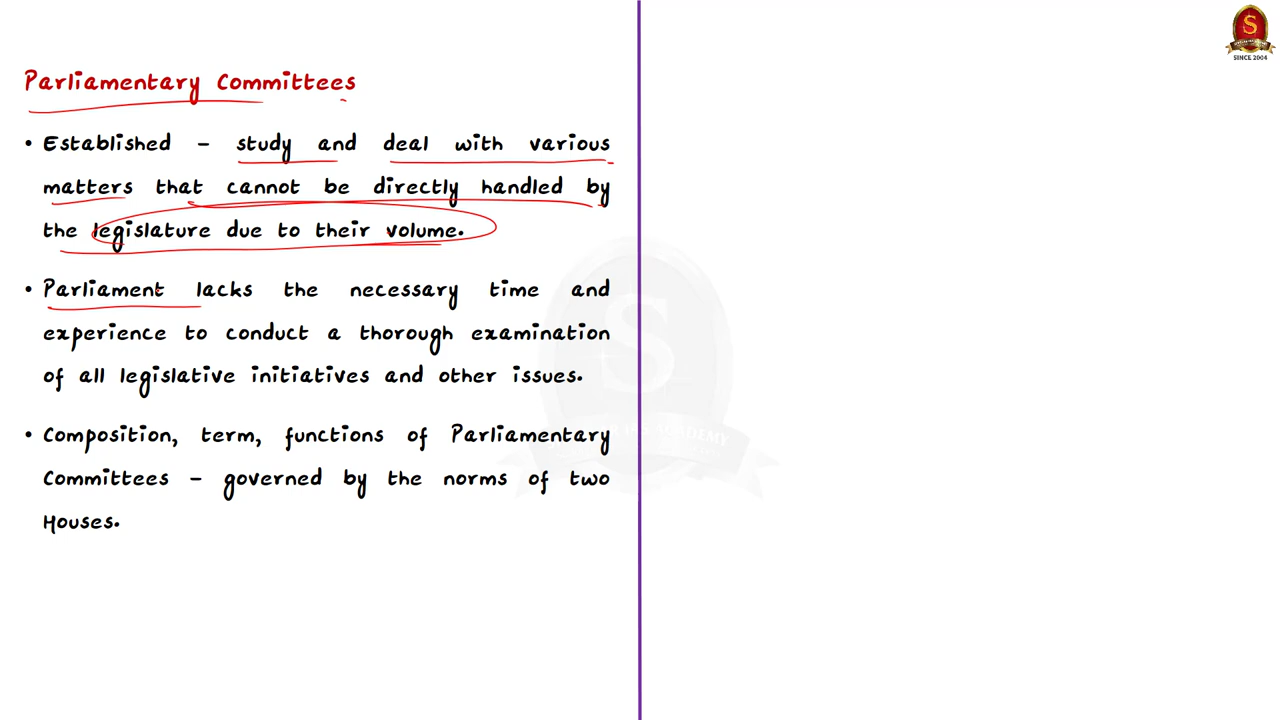 Parliamentary Committees
• Established – study and deal with various
matters that cannot be directly handled by
the legislature due to their volume.
• Parliament lacks the necessary time and
experience to conduct a thorough examination
of all legislative initiatives and other issues.
• Composition, term, functions of Parliamentary
Committees – governed by the norms of two
Houses.
S
SINCE 2004
S
ACADEMY